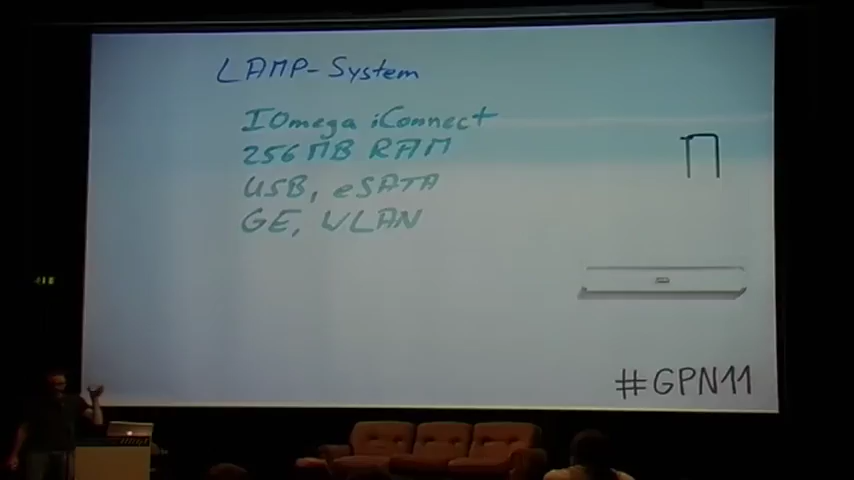 LAMP-System
IOmega iConnect
256 MB RAM
USB, eSATA
GE, WLAN
#GPN11